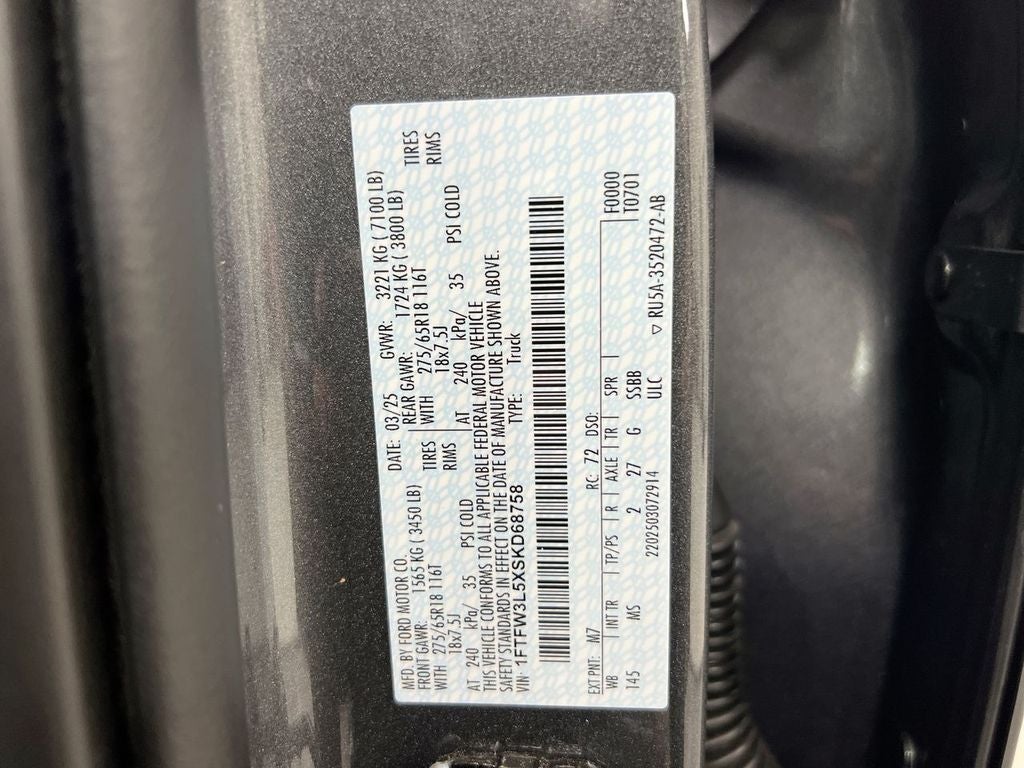 MFD. BY FORD MOTOR CO.
DATE: 03/25 GVWR: 3221 KG ( 7100 LB)
FRONT GAWR: 1565 KG ( 3450 LB) REAR GAWR: 1724 KG ( 3800 LB)
WITH 275/65R18 116T TIRES WITH 275/65R18 116T TIRES
18x7.5J RIMS 18x7.5J RIMS
AT 240 kPa/ 35 PSI COLD AT 240 kPa/ 35 PSI COLD
THIS VEHICLE CONFORMS TO ALL APPLICABLE FEDERAL MOTOR VEHICLE
SAFETY STANDARDS IN EFFECT ON THE DATE OF MANUFACTURE SHOWN ABOVE.
VIN: 1FTFW3L5XSKD68758 TYPE: Truck
EXT PNT: M7 RC: 72 DSO: F0000
WB INT TR TP/PS R AXLE TR SPR T0701
145 MS 2 27 G SSBB
2202503072914 ULC ▽ RU5A-3520472-AB